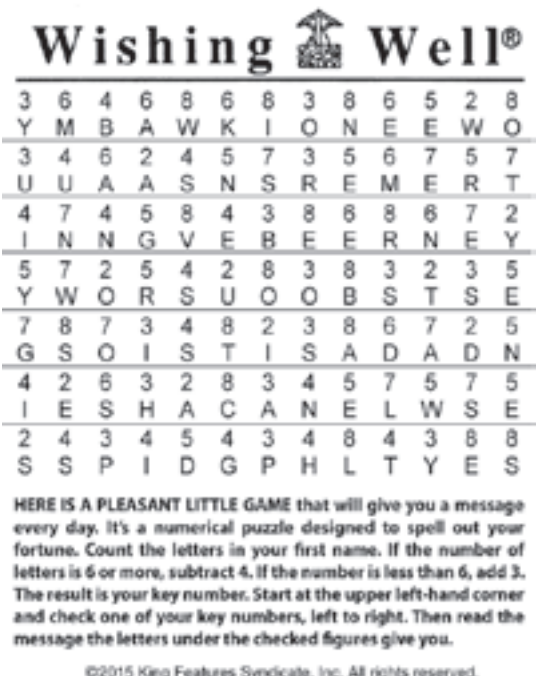 Wishing Well®
3 6 4 6 8 6 8 3 8 6 5 2 8
Y M B A W K I O N E E W O
3 4 6 2 4 5 7 3 5 6 7 5 7
U U A A S N S R E M E R T
4 7 4 5 8 4 3 8 6 8 6 7 2
I N N G V E B E E R N E Y
5 7 2 5 4 2 8 3 8 3 2 3 5
Y W O R S U O O B S T S E
7 8 7 3 4 8 2 3 8 6 7 2 5
G S O I S T I S A D A D N
4 2 6 3 2 8 3 4 5 7 5 7 5
I E S H A C A N E L W S E
2 4 3 4 5 4 3 4 8 4 3 8 8
S S P I D G P H L T Y E S
HERE IS A PLEASANT LITTLE GAME that will give you a message
every day. It's a numerical puzzle designed to spell out your
fortune. Count the letters in your first name. If the number of
letters is 6 or more, subtract 4. If the number is less than 6, add 3.
The result is your key number. Start at the upper left-hand corner
and check one of your key numbers, left to right. Then read the
message the letters under the checked figures give you.
©2015 King Features Syndicate, Inc. All rights reserved.